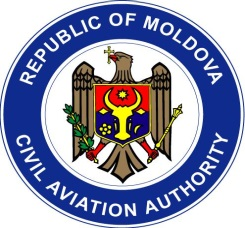 REPUBLIC OF MOLDOVA
CIVIL AVIATION AUTHORITY